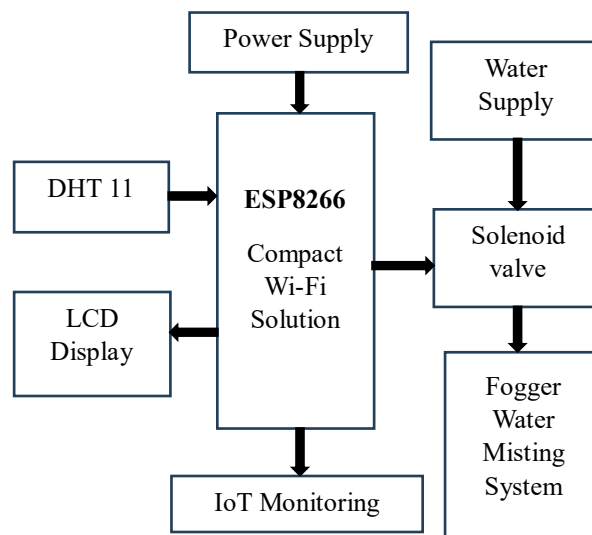 Power Supply
Water
Supply
DHT 11
ESP8266
Compact
Wi-Fi
Solution
Solenoid
valve
LCD
Display
Fogger
Water
Misting
System
IoT Monitoring